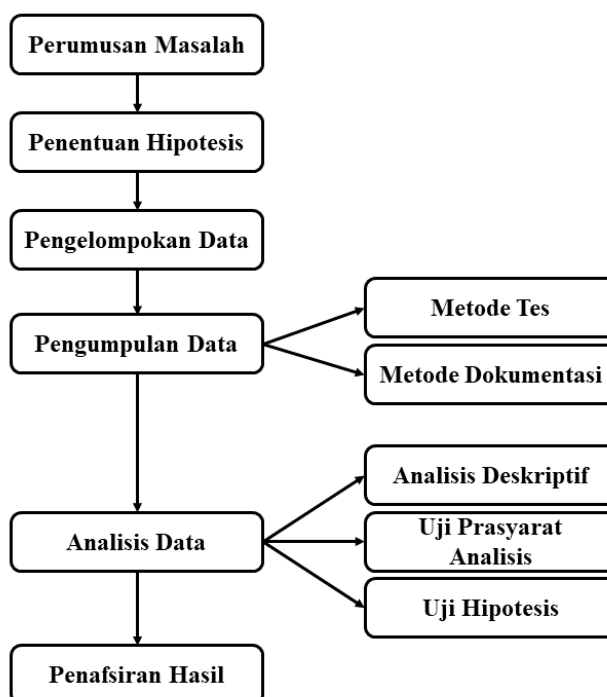 Perumusan Masalah
Penentuan Hipotesis
Pengelompokan Data
Pengumpulan Data
Metode Tes
Metode Dokumentasi
Analisis Data
Analisis Deskriptif
Uji Prasyarat
Analisis
Uji Hipotesis
Penafsiran Hasil